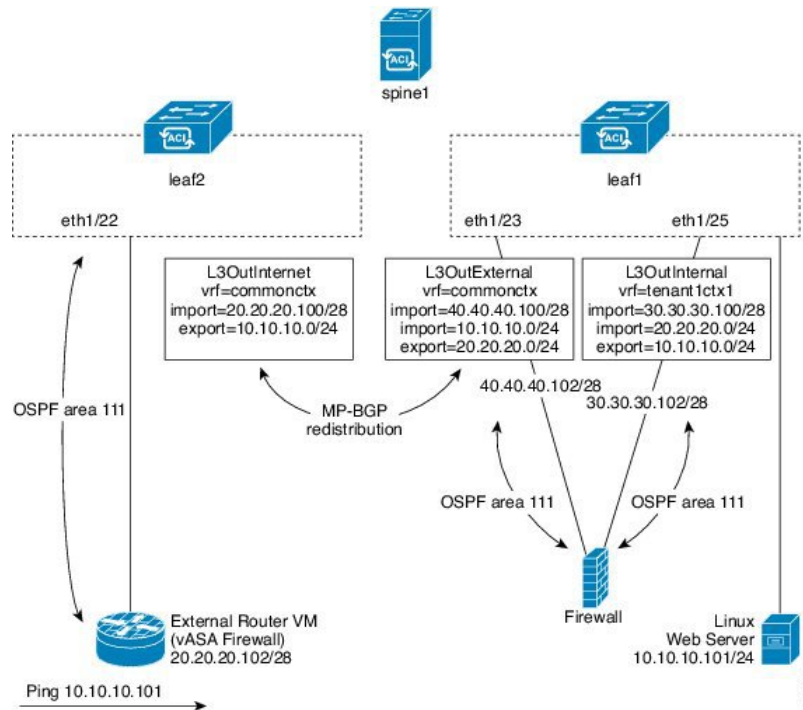 ACI
spine1
ACI
leaf2
ACI
leaf1
eth1/22
eth1/23
eth1/25
L3OutInternet
vrf=commonctx
import=20.20.20.100/28
export=10.10.10.0/24
L3OutExternal
vrf=commonctx
import=40.40.40.100/28
import=10.10.10.0/24
export=20.20.20.0/24
L3OutInternal
vrf=tenant1ctx1
import=30.30.30.100/28
import=20.20.20.0/24
export=10.10.10.0/24
40.40.40.102/28
30.30.30.102/28
OSPF area 111
MP-BGP
redistribution
OSPF area 111
OSPF area 111
External Router VM
(vASA Firewall)
20.20.20.102/28
Firewall
Linux
Web Server
10.10.10.101/24
Ping 10.10.10.101